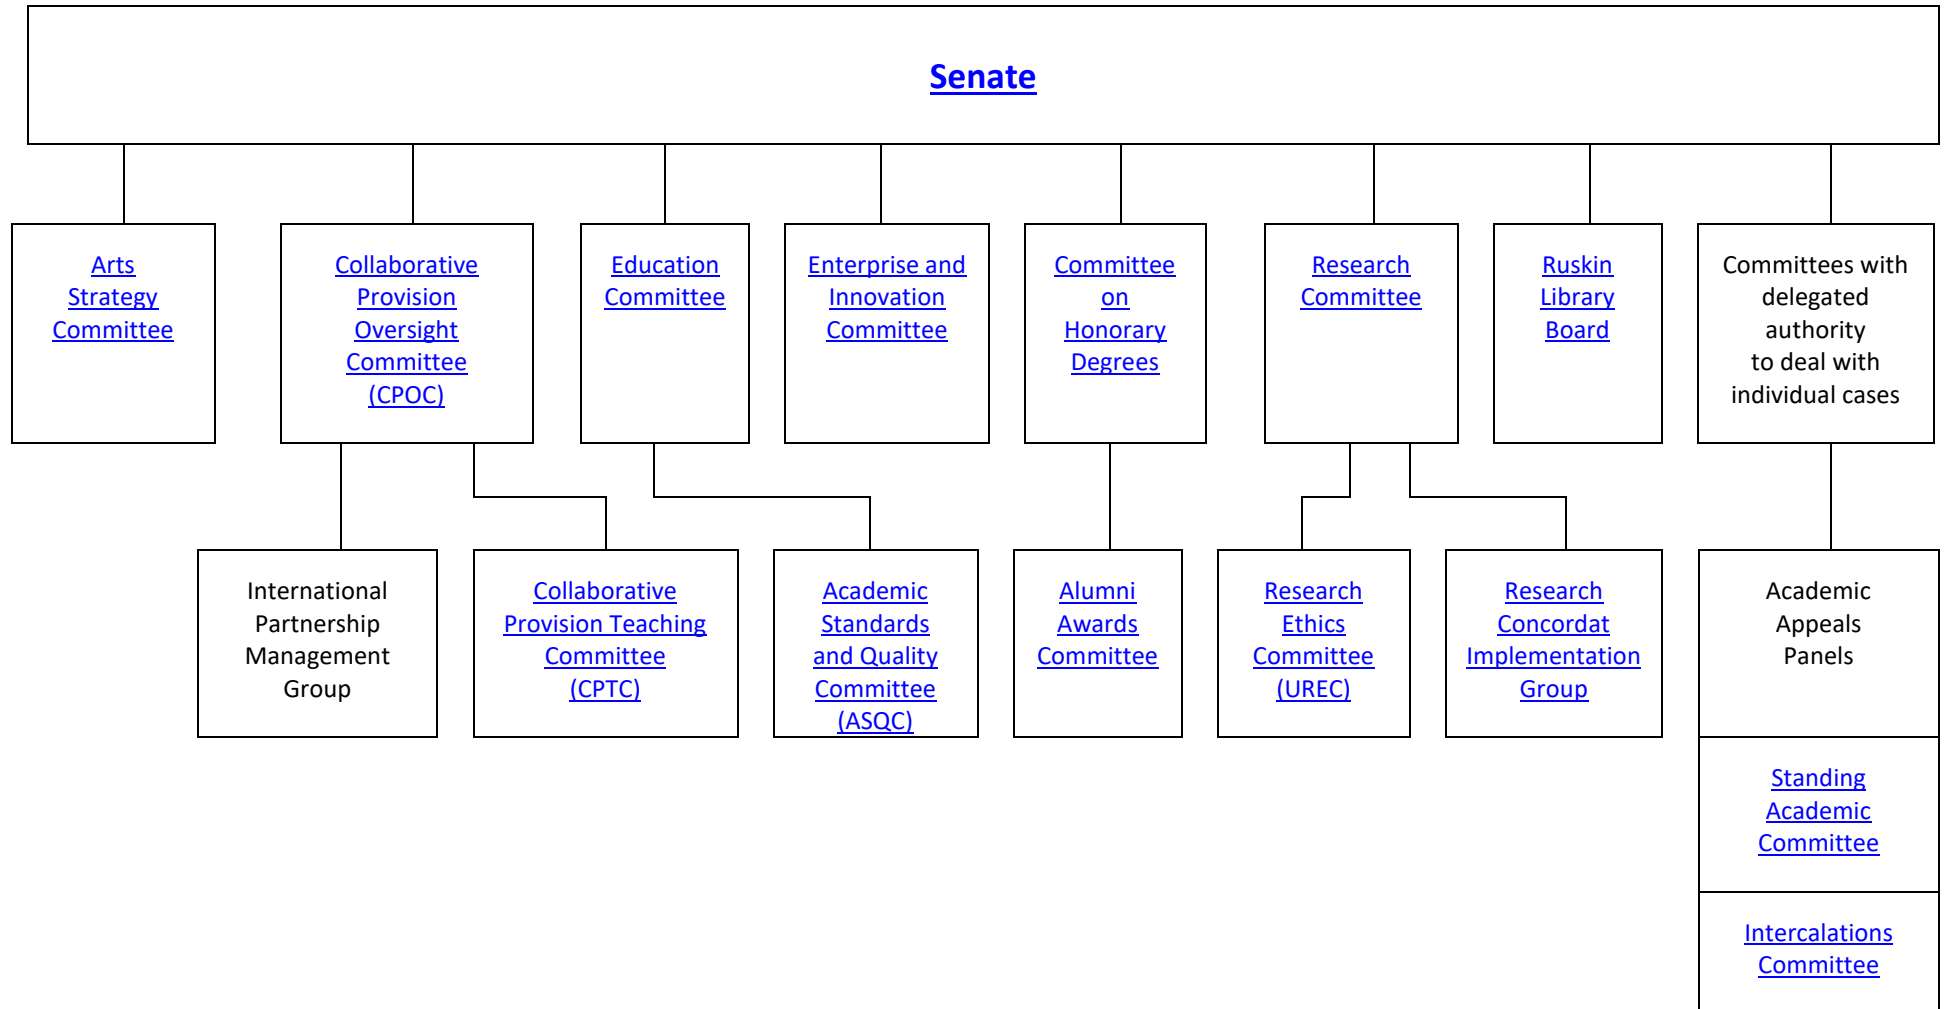 Senate
Arts
Strategy
Committee
Collaborative
Provision
Oversight
Committee
(CPOC)
Education
Committee
Enterprise and
Innovation
Committee
Committee
on
Honorary
Degrees
Research
Committee
Ruskin
Library
Board
Committees with
delegated
authority
to deal with
individual cases
International
Partnership
Management
Group
Collaborative
Provision Teaching
Committee
(CPTC)
Academic
Standards
and Quality
Committee
(ASQC)
Alumni
Awards
Committee
Research
Ethics
Committee
(UREC)
Research
Concordat
Implementation
Group
Academic
Appeals
Panels
Standing
Academic
Committee
Intercalations
Committee